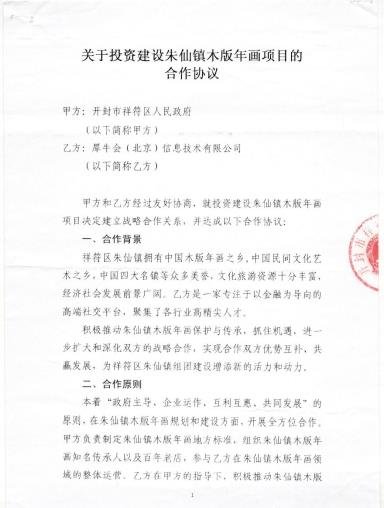 关于投资建设朱仙镇木版年画项目的
合作协议
甲方：开封市祥符区人民政府
（以下简称甲方）
乙方：犀牛会（北京）信息技术有限公司
（以下简称乙方）
甲方和乙方经过友好协商，就投资建设朱仙镇木版年画
项目决定建立战略合作关系，并达成以下合作协议：
一、合作背景
祥符区朱仙镇拥有中国木版年画之乡，中国民间文化艺
术之乡，中国四大名镇等众多美誉，文化旅游资源十分丰富，
经济社会发展前景广阔。乙方是一家专注于以金融为导向的
高端社交平台，聚集了各行业高精尖人才。
积极推动朱仙镇木版年画保护与传承，抓住机遇，进一
步扩大和深化双方的战略合作，实现合作双方优势互补、共
赢发展，为祥符区朱仙镇组团建设增添新的活力和动力。
二、合作原则
本着“政府主导、企业运作、互利互惠、共同发展”的
原则，在朱仙镇木版年画规划和建设方面，开展全方位合作。
甲方负责制定朱仙镇木版年画地方标准，组织朱仙镇木版年
画知名传承人以及百年老店，参与乙方在朱仙镇木版年画领
域的整体运营。乙方在甲方的指导下，积极推动朱仙镇木版
1